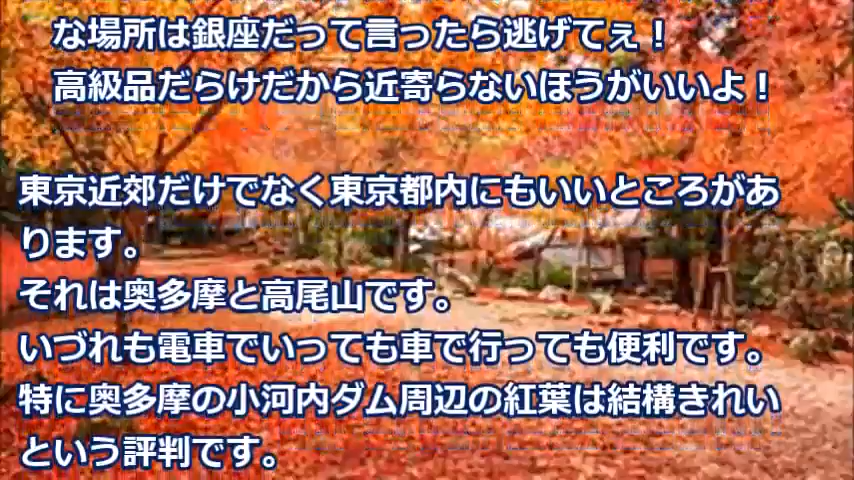 な場所は銀座だって言ったら逃げてぇ！
高級品だらけだから近寄らないほうがいいよ！
東京近郊だけでなく東京都内にもいいところがあ
ります。
それは奥多摩と高尾山です。
いづれも電車でいっても車で行っても便利です。
特に奥多摩の小河内ダム周辺の紅葉は結構きれい
という評判です。